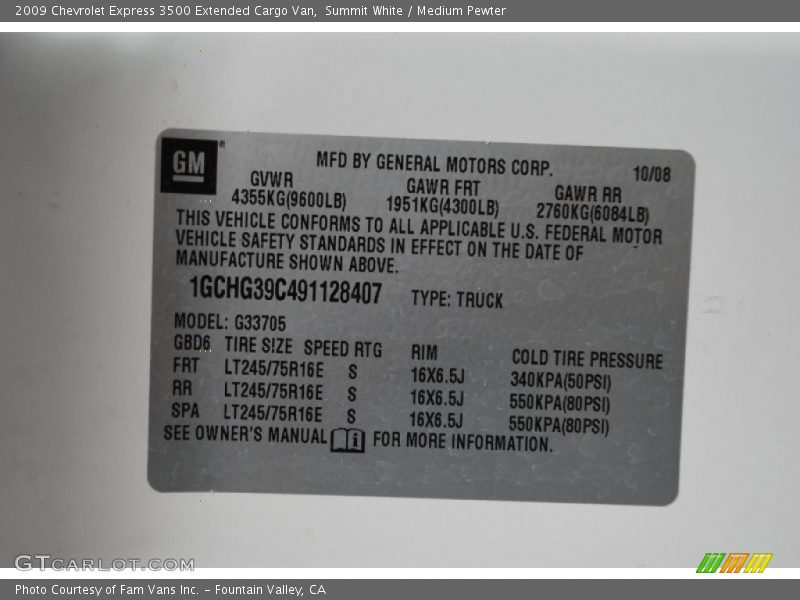 2009 Chevrolet Express 3500 Extended Cargo Van,  Summit White / Medium Pewter
GM
MFD BY GENERAL MOTORS CORP.
10/08
GVWR GAWR FRT GAWR RR
4355KG(9600LB) 1951KG(4300LB) 2760KG(6084LB)
THIS VEHICLE CONFORMS TO ALL APPLICABLE U.S. FEDERAL MOTOR
VEHICLE SAFETY STANDARDS IN EFFECT ON THE DATE OF
MANUFACTURE SHOWN ABOVE.
1GCHG39C491128407 TYPE: TRUCK
MODEL: G33705
GBD6 TIRE SIZE SPEED RTG RIM COLD TIRE PRESSURE
FRT LT245/75R16E S 16X6.5J 340KPA(50PSI)
RR LT245/75R16E S 16X6.5J 550KPA(80PSI)
SPA LT245/75R16E S 16X6.5J 550KPA(80PSI)
SEE OWNER'S MANUAL i FOR MORE INFORMATION.
GTCARLOT.COM
Photo Courtesy of Fam Vans Inc. - Fountain Valley, CA